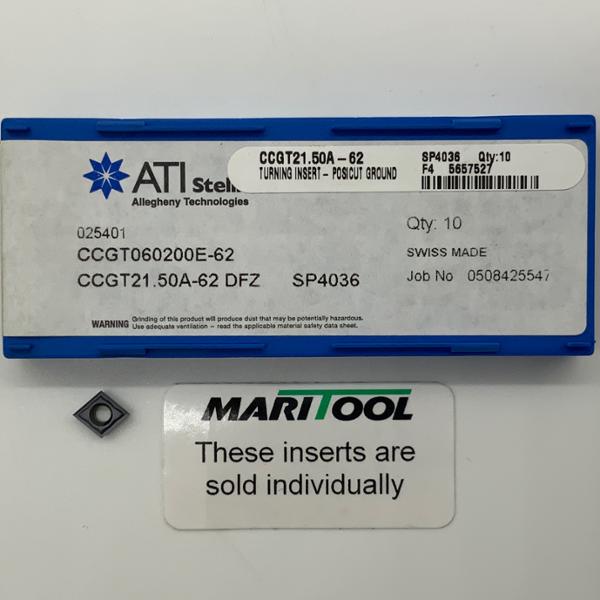 ATI
Allegheny Technologies
CCGT21.50A-62 SP4036 Qty:10
TURNING INSERT- POSICUT GROUND F4 5657527
025401
CCGT060200E-62
CCGT21.50A-62 DFZ SP4036
Qty: 10
SWISS MADE
Job No 0508425547
WARNING Grinding of this product will produce dust that may be potentially hazardous.
Use adequate ventilation - read the applicable material safety data sheet.
MARITOOL
These inserts are
sold individually